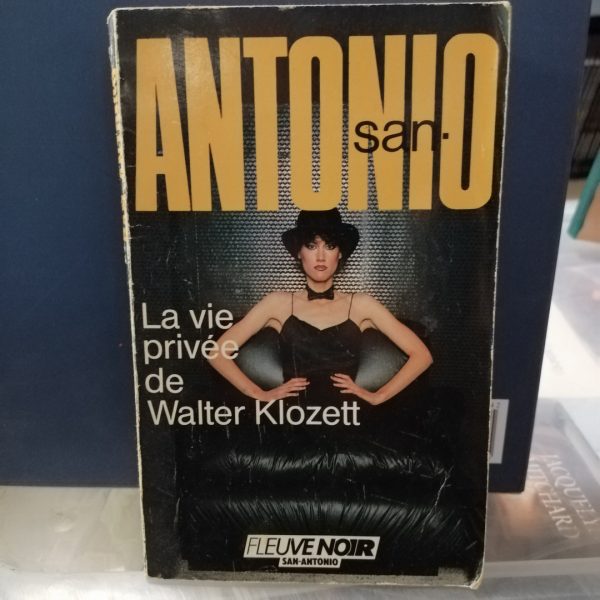 ANTONIO
san-
La vie
privée
de
Walter Klozett
FLEUVE NOIR
SAN-ANTONIO